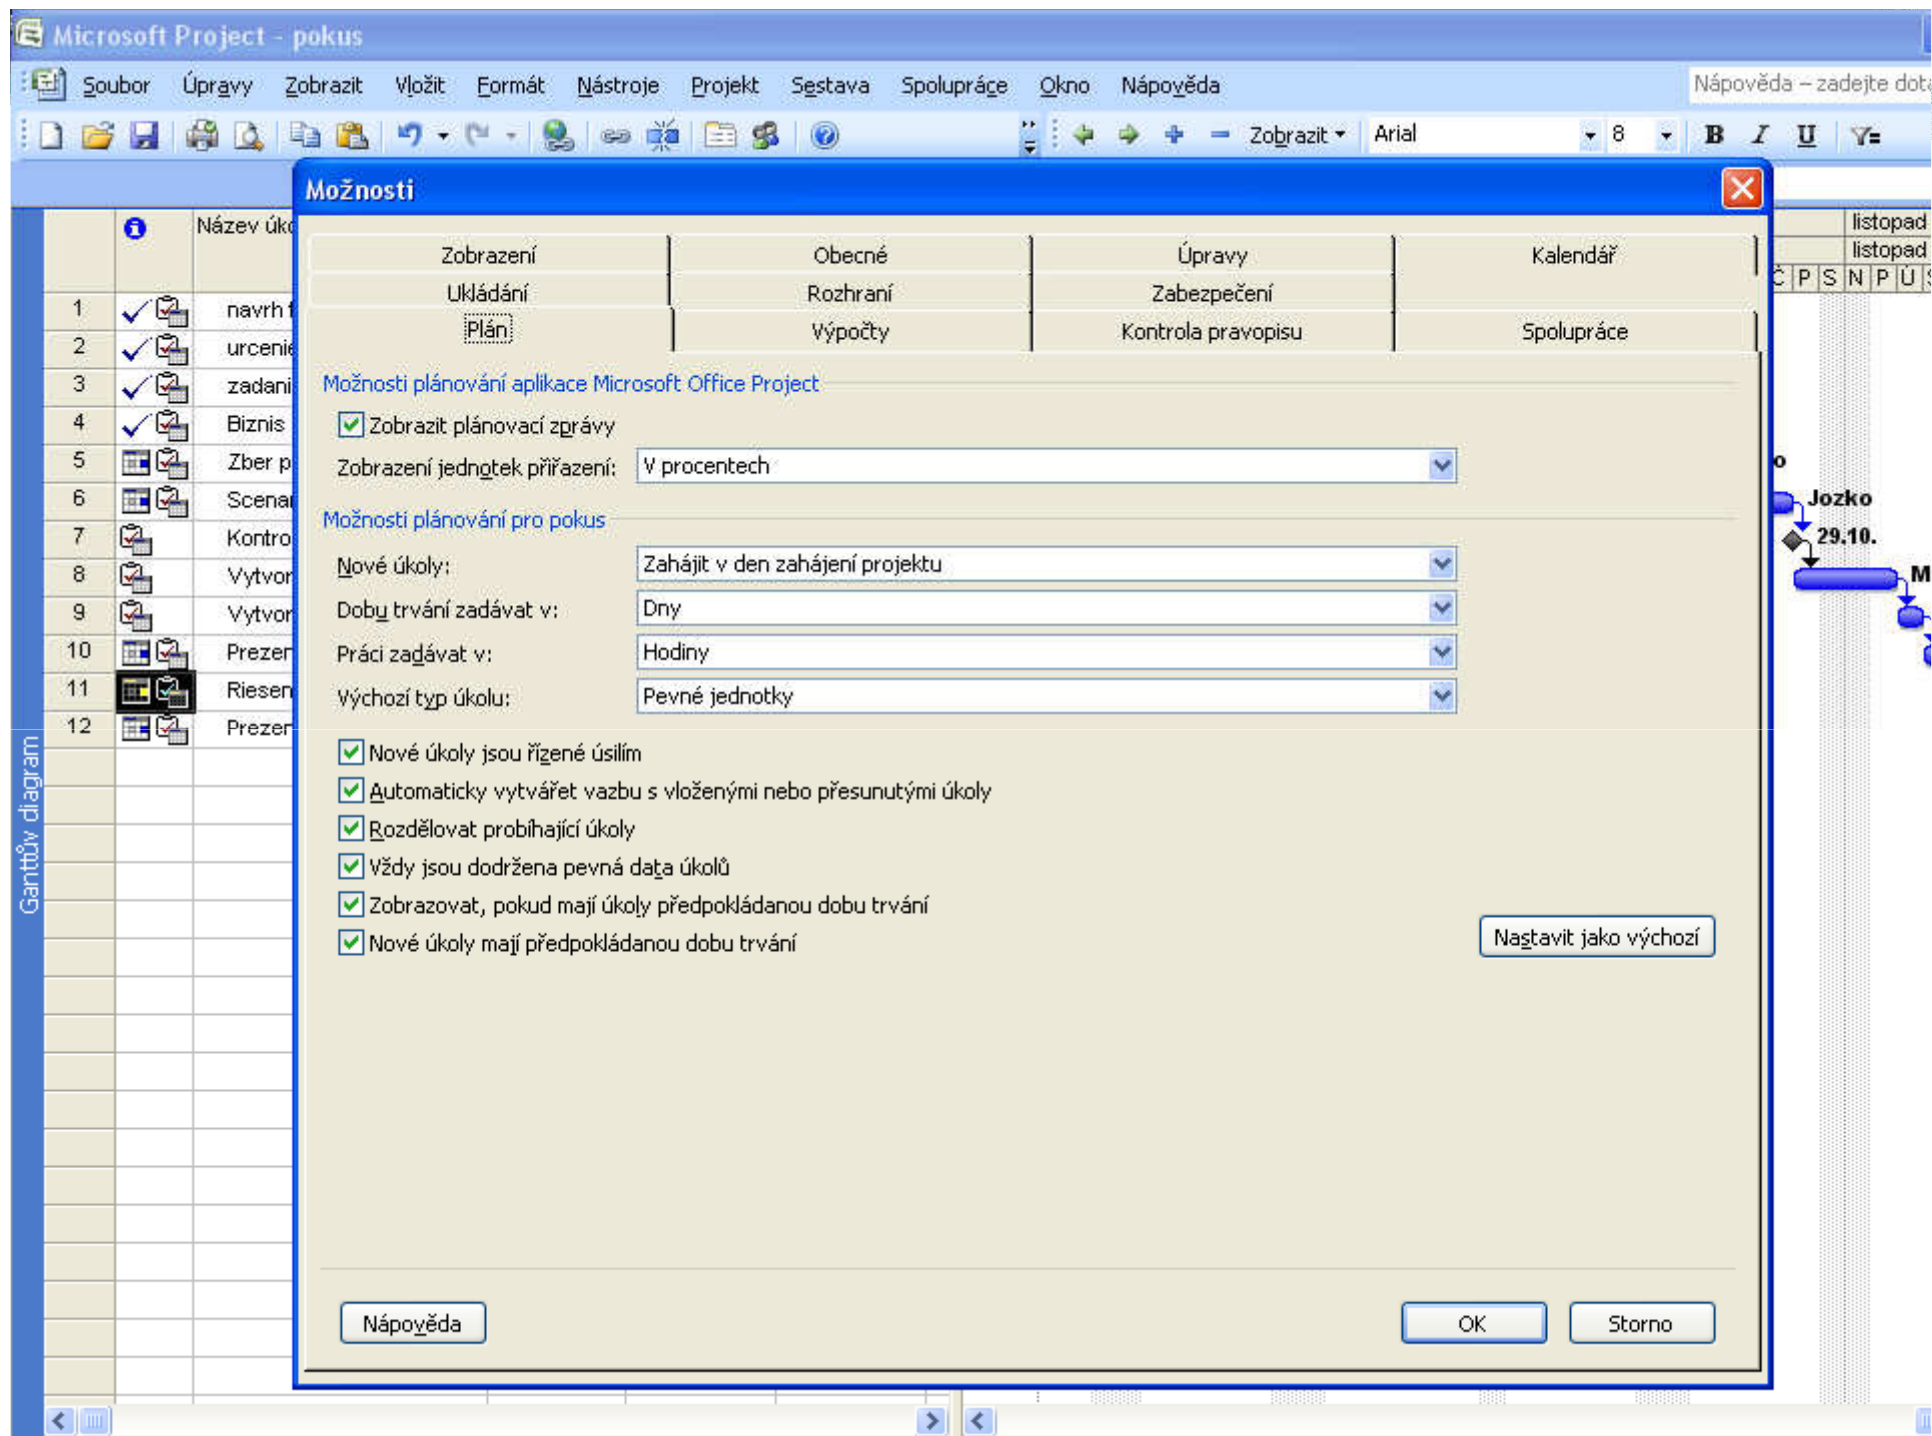 Microsoft Project - pokus
Soubor Úpravy Zobrazit Vložit Formát Nástroje Projekt Sestava Spolupráce Okno Nápověda
Nápověda – zadejte
Zobrazit Arial 8 B I U
Možnosti
Název
listopad
listopad
Č P S N P Ú
Zobrazení Obecné Úpravy Kalendář
Ukládání Rozhraní Zabezpečení
Plán Výpočty Kontrola pravopisu Spolupráce
1 navrh
2 urcenie
3 zadani
4 Biznis
5 Zber p
6 Scenar
7 Kontro
8 Vytvor
9 Vytvor
10 Prezen
11 Riesen
12 Prezen
Ganttův diagram
Možnosti plánování aplikace Microsoft Office Project
Zobrazit plánovací zprávy
Zobrazení jednotek přiřazení: V procentech
Možnosti plánování pro pokus
Nové úkoly: Zahájit v den zahájení projektu
Dobu trvání zadávat v: Dny
Práci zadávat v: Hodiny
Výchozí typ úkolu: Pevné jednotky
Nové úkoly jsou řízené úsilím
Automaticky vytvářet vazbu s vloženými nebo přesunutými úkoly
Rozdělovat probíhající úkoly
Vždy jsou dodržena pevná data úkolů
Zobrazovat, pokud mají úkoly předpokládanou dobu trvání
Nové úkoly mají předpokládanou dobu trvání
Nastavit jako výchozí
Nápověda OK Storno
o
Jozko
29.10.
M